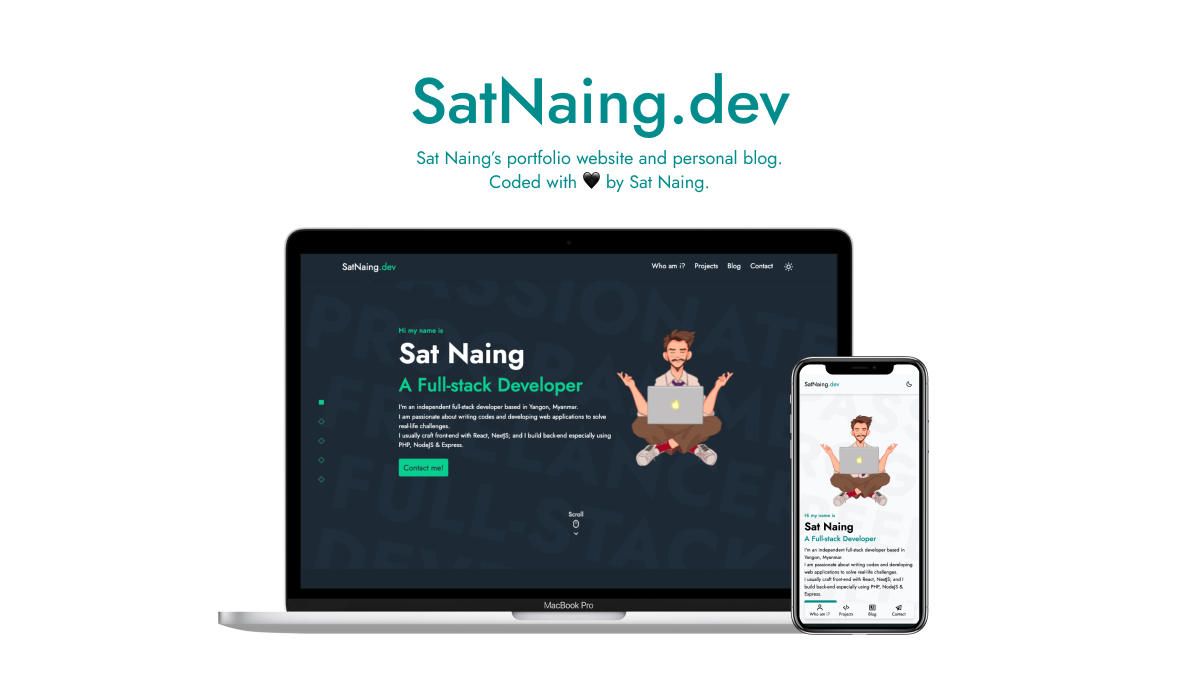 SatNaing.dev
Sat Naing’s portfolio website and personal blog.
Coded with 🖤 by Sat Naing.
SatNaing.dev
Who am i?
Projects
Blog
Contact
PASSIONATE
PROGRAMMER
FREELANCER
FULL-STACK
Hi my name is
Sat Naing
A Full-stack Developer
I'm an independent full-stack developer based in Yangon, Myanmar.
I am passionate about writing codes and developing web applications to solve
real-life challenges.
I usually craft front-end with React, NextJS; and I build back-end especially using
PHP, NodeJS & Express.
Contact me!
Scroll
MacBook Pro
SatNaing.dev
Hi my name is
Sat Naing
A Full-stack Developer
I'm an independent full-stack developer based in
Yangon, Myanmar.
I am passionate about writing codes and developing
web applications to solve real-life challenges.
I usually craft front-end with React, NextJS; and I
build back-end especially using PHP, NodeJS &
Express.
Who am i?
Projects
Blog
Contact